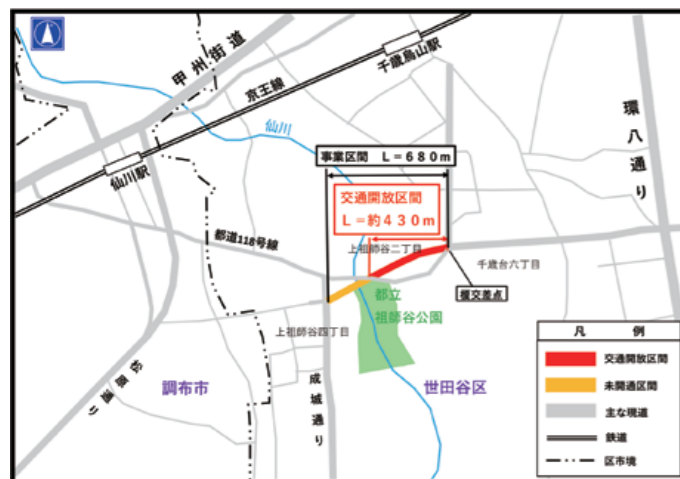 甲州街道
京王線
千歳烏山駅
環八通り
仙川
仙川駅
事業区間 L=680m
交通開放区間
L=約430m
都道118号線
上祖師谷二丁目
千歳台六丁目
榎交差点
都立
祖師谷公園
上祖師谷四丁目
松原通り
調布市
成城通り
世田谷区
凡 例
交通開放区間
未開通区間
主な現道
鉄道
区市境